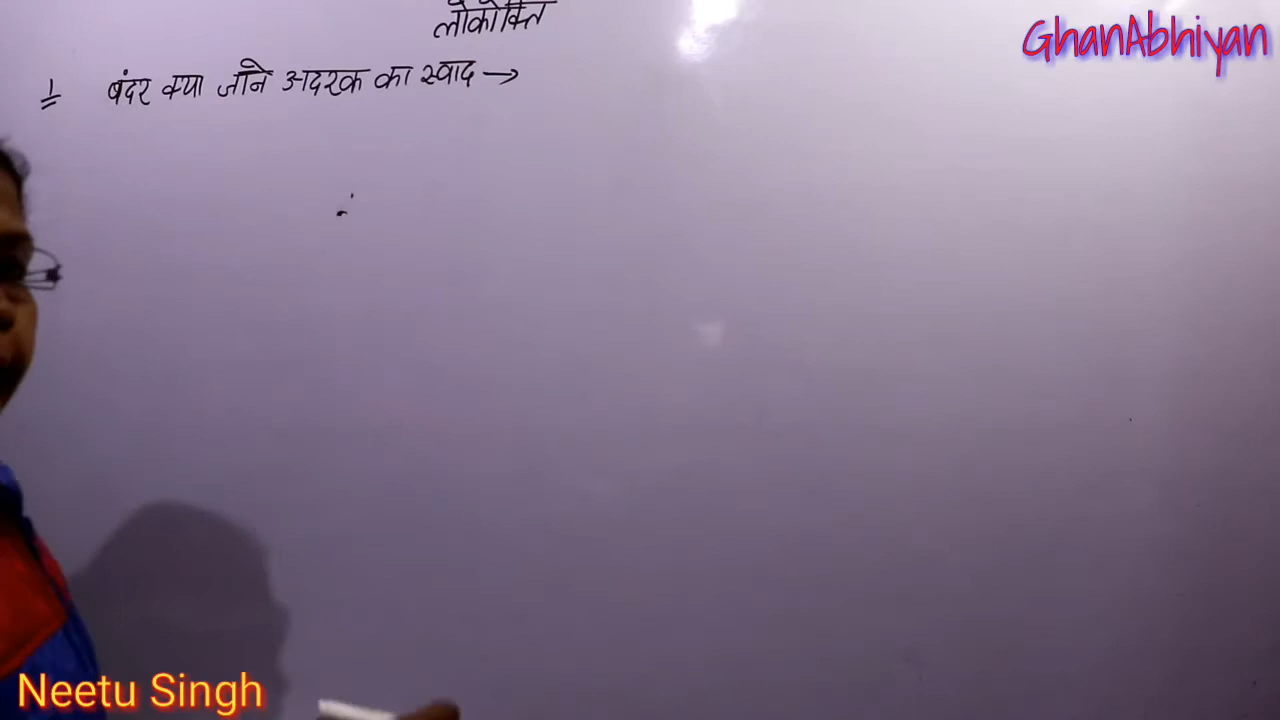 लोकोक्ति
GhanAbhiyan
1 बंदर क्या जाने अदरक का स्वाद →
Neetu Singh